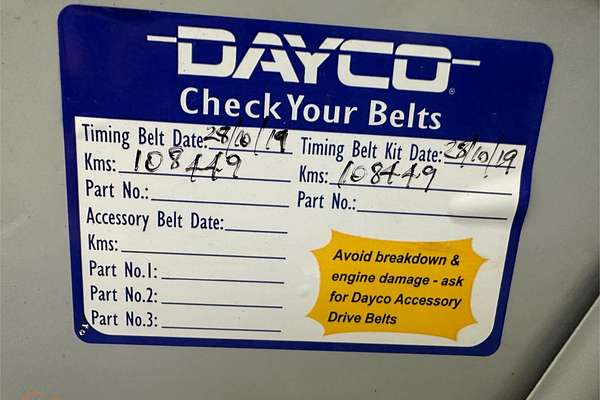 DAYCO®
Check Your Belts
Timing Belt Date: 28/10/19
Kms: 108449
Part No.:
Accessory Belt Date:
Kms:
Part No.1:
Part No.2:
Part No.3:
Timing Belt Kit Date: 28/10/19
Kms: 108449
Part No.:
Avoid breakdown &
engine damage - ask
for Dayco Accessory
Drive Belts